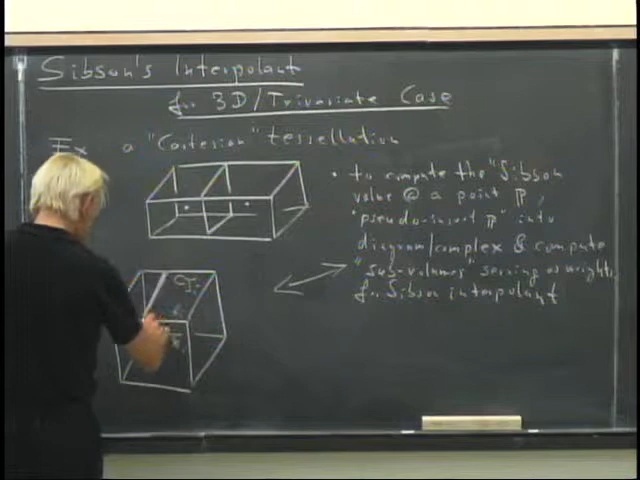 Sibson's Interpolant
for 3D/Trivariate Case
Ex a "Cartesian" tessellation
• to compute the "Sibson
value @ a point P,
"pseudo-insert P" into
diagram/complex & compute
"sub-volumes" serving as weights
for Sibson interpolant